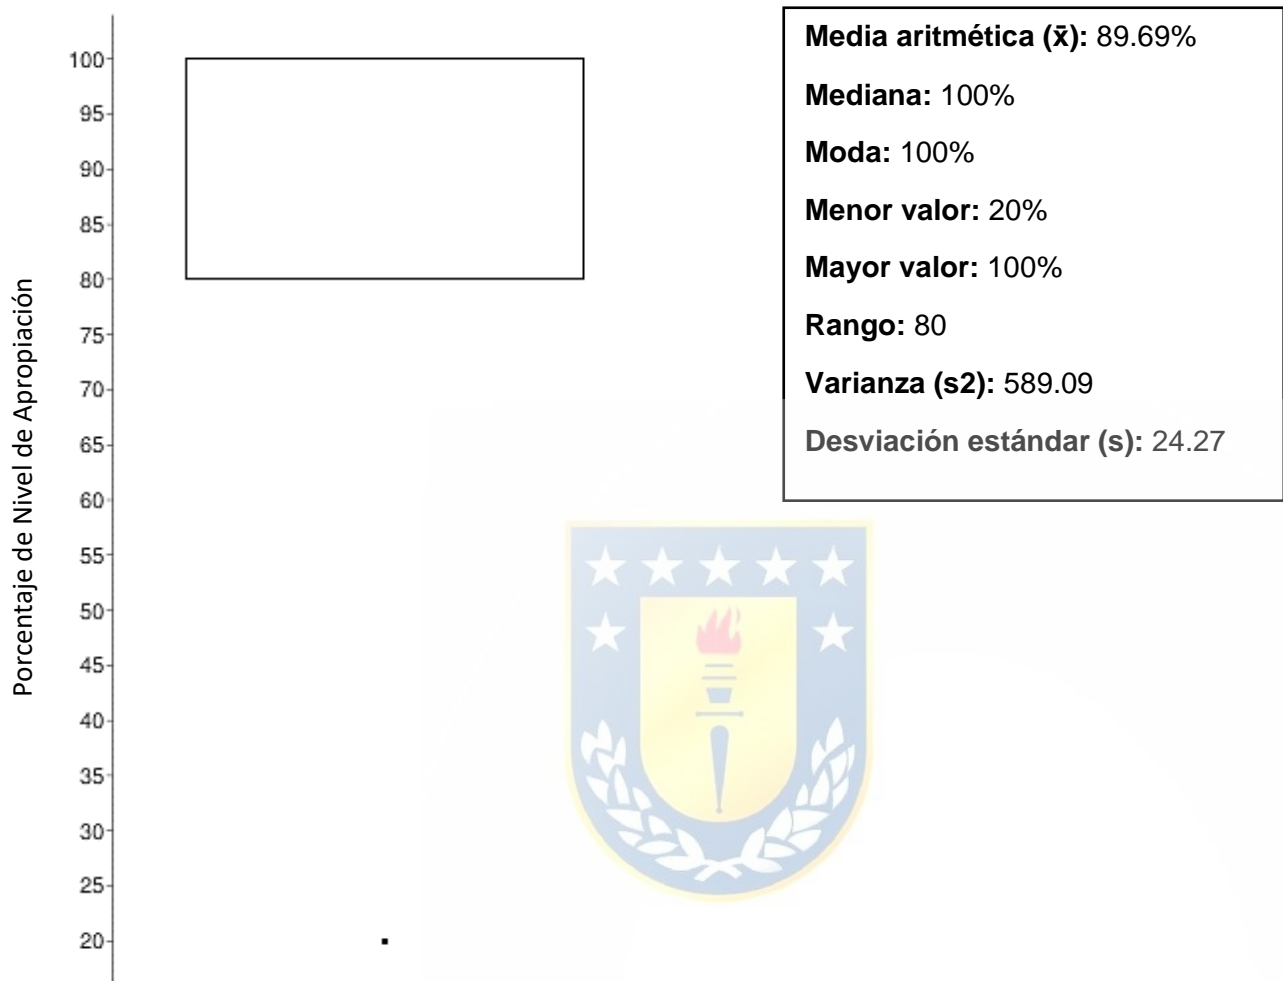 Porcentaje de Nivel de Apropiación
100
95
90
85
80
75
70
65
60
55
50
45
40
35
30
25
20
Media aritmética (x̄): 89.69%
Mediana: 100%
Moda: 100%
Menor valor: 20%
Mayor valor: 100%
Rango: 80
Varianza (s2): 589.09
Desviación estándar (s): 24.27